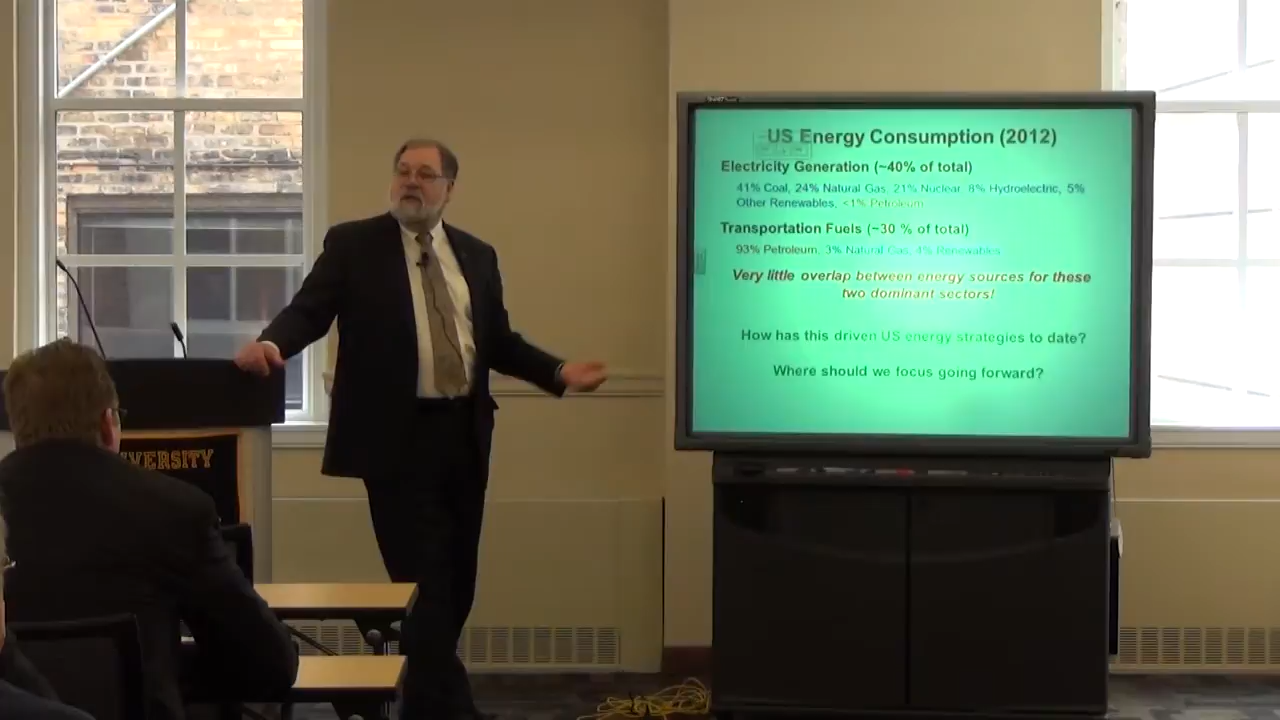 US Energy Consumption (2012)
Electricity Generation (~40% of total)
41% Coal, 24% Natural Gas, 21% Nuclear, 8% Hydroelectric, 5%
Other Renewables, <1% Petroleum
Transportation Fuels (~30 % of total)
93% Petroleum, 3% Natural Gas, 4% Renewables
Very little overlap between energy sources for these
two dominant sectors!
How has this driven US energy strategies to date?
Where should we focus going forward?
VERSITY